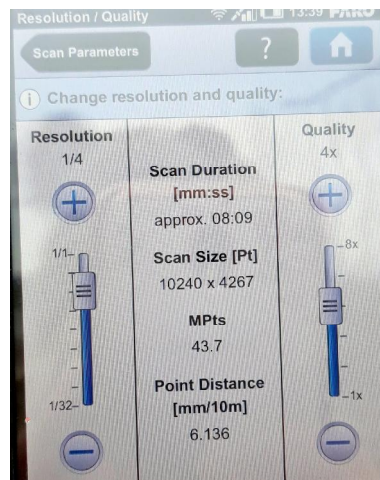 Resolution / Quality 13:39 FARO
Scan Parameters ?
i Change resolution and quality:
Resolution
1/4
Quality
4x
Scan Duration
[mm:ss]
approx. 08:09
Scan Size [Pt]
10240 x 4267
MPts
43.7
Point Distance
[mm/10m]
6.136
1/1
1/32
8x
1x